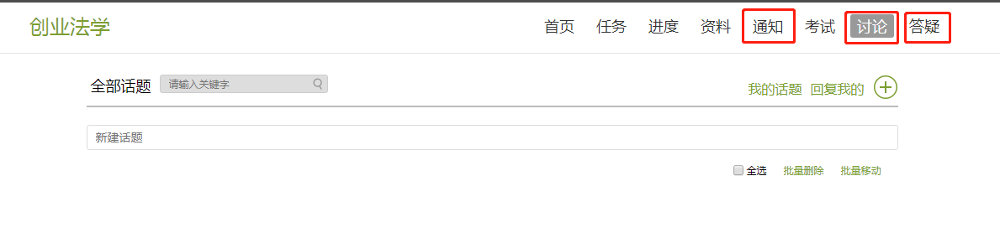 创业法学 首页 任务 进度 资料 通知 考试 讨论 答疑
全部话题 请输入关键字 我的话题 回复我的
新建话题
全选 批量删除 批量移动